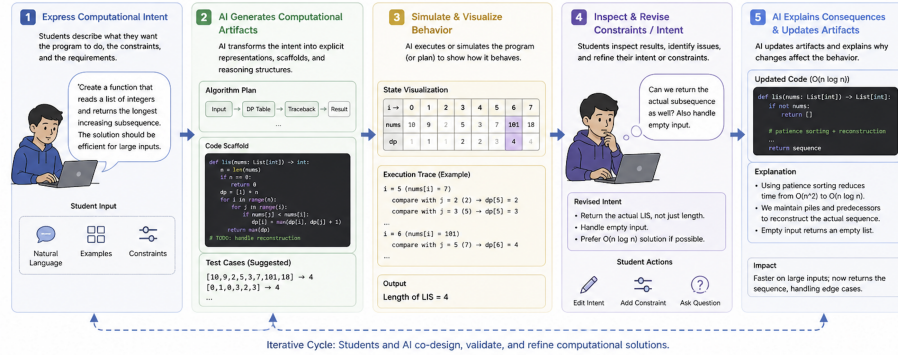 1 Express Computational Intent
Students describe what they want
the program to do, the constraints,
and the requirements.
"Create a function that
reads a list of integers
and returns the longest
increasing subsequence.
The solution should be
efficient for large inputs.
Student Input
Natural
Language
Examples
Constraints
2 AI Generates Computational
Artifacts
AI transforms the intent into explicit
representations, scaffolds, and
reasoning structures.
Algorithm Plan
Input → DP Table → Traceback → Result
...
Code Scaffold
def lis(nums: List[int]) -> int:
n = len(nums)
if n == 0:
return 0
dp = [1] * n
for i in range(n):
for j in range(i):
if nums[j] < nums[i]:
dp[i] = max(dp[i], dp[j] + 1)
return max(dp)
# TODO: handle reconstruction
Test Cases (Suggested)
[10,9,2,5,3,7,101,18] → 4
[0,1,0,3,2,3] → 4
...
3 Simulate & Visualize
Behavior
AI executes or simulates the program
(or plan) to show how it behaves.
State Visualization
i → 0 1 2 3 4 5 6 7
nums 10 9 2 5 3 7 101 18
dp 1 1 1 2 2 3 4 4
Execution Trace (Example)
i = 5 (nums[i] = 7)
compare with j = 2 (2) → dp[5] = 2
compare with j = 3 (5) → dp[5] = 3
...
i = 6 (nums[i] = 101)
compare with j = 5 (7) → dp[6] = 4
...
Output
Length of LIS = 4
4 Inspect & Revise
Constraints / Intent
Students inspect results, identify issues,
and refine their intent or constraints.
Can we return the
actual subsequence
as well? Also handle
empty input.
Revised Intent
• Return the actual LIS, not just length.
• Handle empty input.
• Prefer O(n log n) solution if possible.
Student Actions
Edit Intent
Add Constraint
Ask Question
5 AI Explains Consequences
& Updates Artifacts
AI updates artifacts and explains why
changes affect the behavior.
Updated Code (O(n log n))
def lis(nums: List[int]) -> List[int]:
if not nums:
return []
# patience sorting + reconstruction
...
return sequence
Explanation
• Using patience sorting reduces
time from O(n^2) to O(n log n).
• We maintain piles and predecessors
to reconstruct the actual sequence.
• Empty input returns an empty list.
Impact
Faster on large inputs; now returns the
sequence, handling edge cases.
Iterative Cycle: Students and AI co-design, validate, and refine computational solutions.